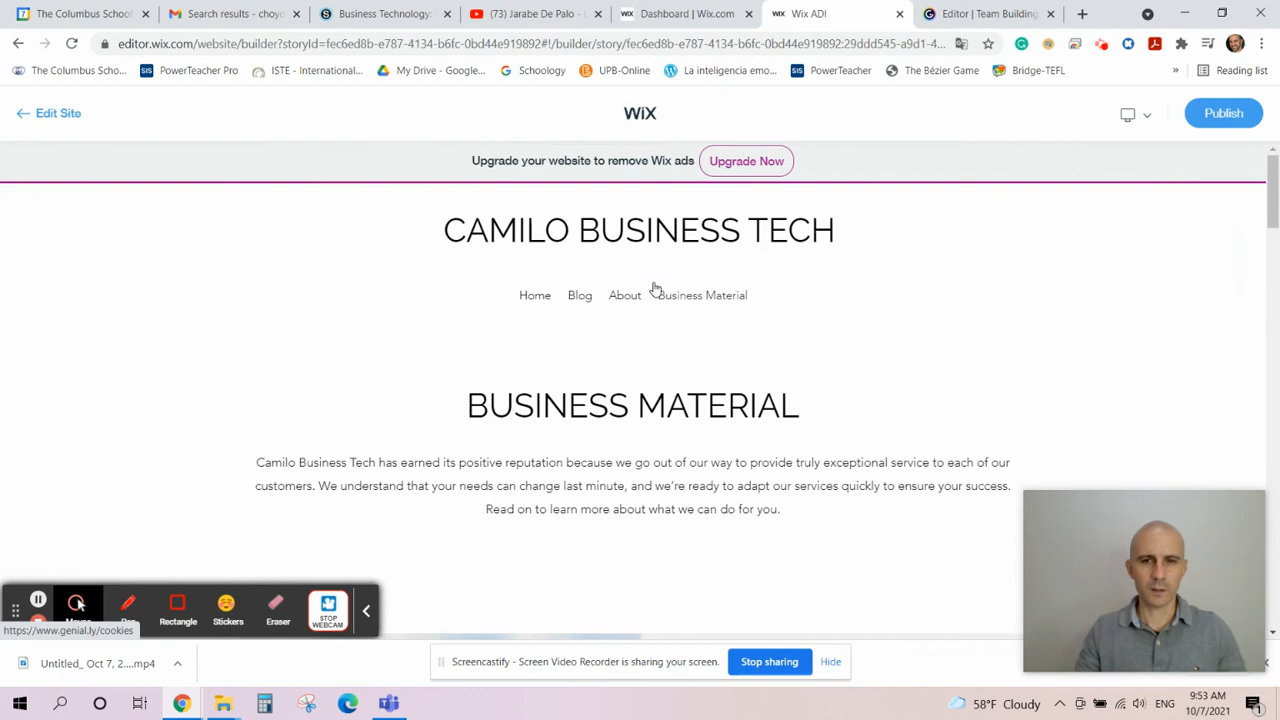 The Columbus School
Search results - choyo
Business Technology:
(73) Jarabe De Palo -
Dashboard | Wix.com
Wix ADI
Editor | Team Building
editor.wix.com/website/builder?storyId=fec6ed8b-e787-4134-b6fc-0bd44e919892#!/builder/story/fec6ed8b-e787-4134-b6fc-0bd44e919892:29ddd545-a9d1-4...
The Columbus Scho...
PowerTeacher Pro
ISTE - International...
My Drive - Google...
Schoology
UPB-Online
La inteligencia emo...
PowerTeacher
The Bézier Game
Bridge-TEFL
»
Reading list
Edit Site
WiX
Publish
Upgrade your website to remove Wix ads
Upgrade Now
CAMILO BUSINESS TECH
Home Blog About Business Material
BUSINESS MATERIAL
Camilo Business Tech has earned its positive reputation because we go out of our way to provide truly exceptional service to each of our
customers. We understand that your needs can change last minute, and we're ready to adapt our services quickly to ensure your success.
Read on to learn more about what we can do for you.
Rectangle
Stickers
Eraser
STOP
WEBCAM
https://www.genial.ly/cookies
Untitled_ Oct 7, 2....mp4
Screencastify - Screen Video Recorder is sharing your screen.
Stop sharing
Hide
58°F Cloudy
ENG
9:53 AM
10/7/2021
1